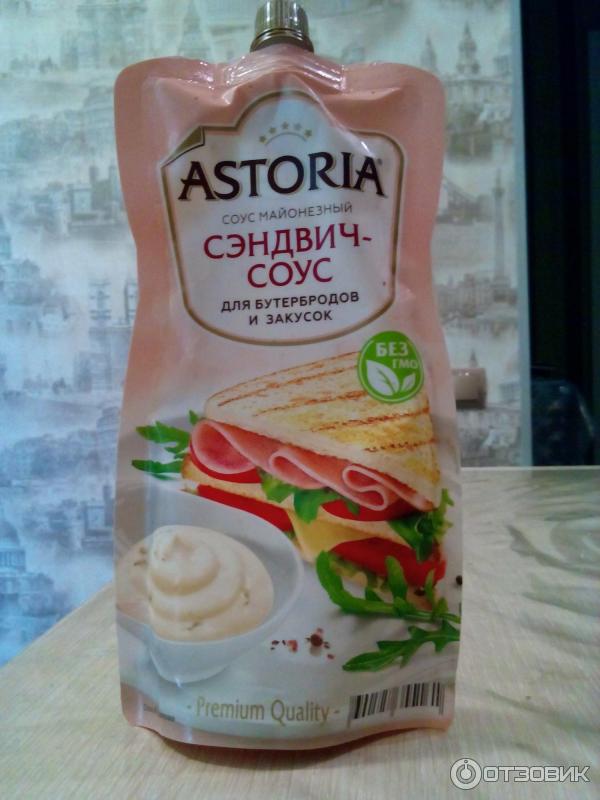 ASTORIA®
СОУС МАЙОНЕЗНЫЙ
СЭНДВИЧ-
СОУС
ДЛЯ БУТЕРБРОДОВ
И ЗАКУСОК
БЕЗ
ГМО
- Premium Quality -
ОТЗОВИК